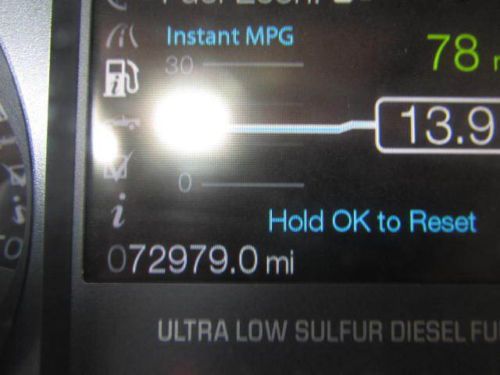 Instant MPG
78
30
13.9
0
Hold OK to Reset
072979.0 mi
ULTRA LOW SULFUR DIESEL